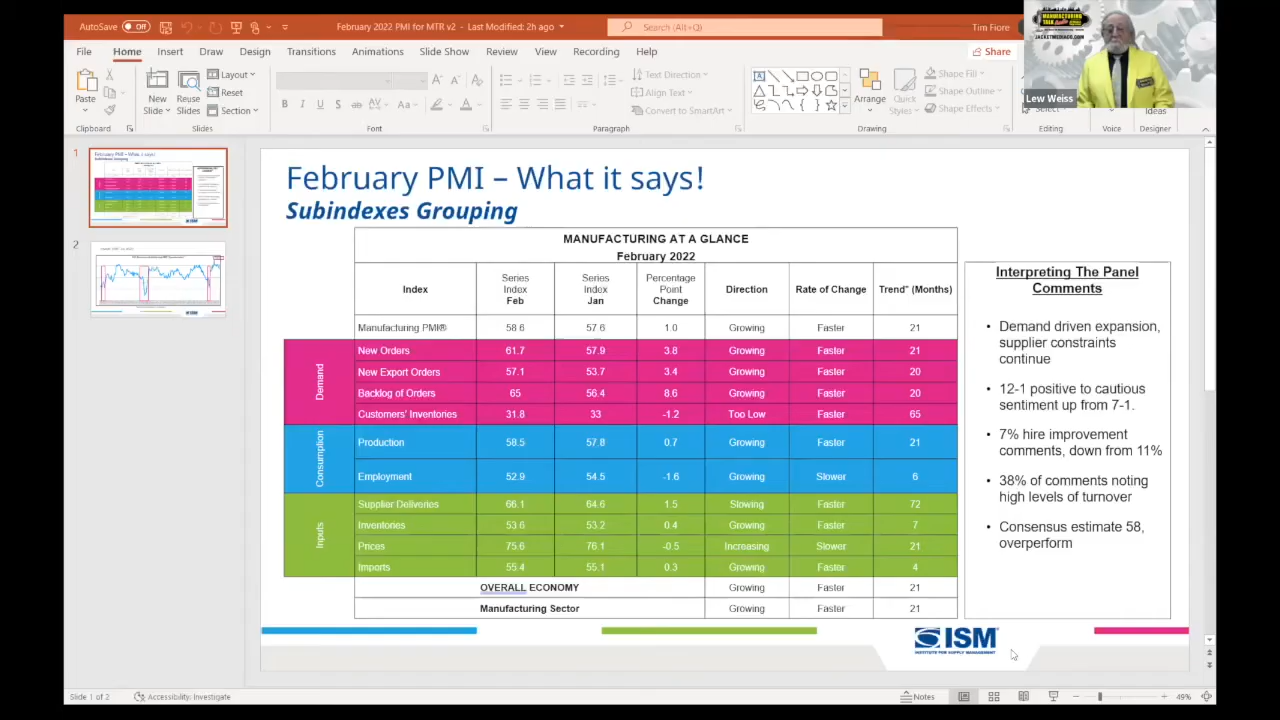 AutoSave Off
February 2022 PMI for MTR v2 - Last Modified: 2h ago
Search (Alt+Q)
Tim Fiore
MANUFACTURING
JACKETMEDIACO.COM
Lew Weiss
File Home Insert Draw Design Transitions Animations Slide Show Review View Recording Help
Share
Paste
New Slide
Reuse Slides
Layout
Reset
Section
Text Direction
Align Text
Convert to SmartArt
Arrange
Quick Styles
Shape Fill
Shape Outline
Shape Effects
Select
Ideas
Clipboard Slides Font Paragraph Drawing Editing Voice Designer
1
2
February PMI – What it says!
Subindexes Grouping
MANUFACTURING AT A GLANCE
February 2022
Index Series Index Feb Series Index Jan Percentage Point Change Direction Rate of Change Trend* (Months)
Manufacturing PMI® 58.6 57.6 1.0 Growing Faster 21
Demand
New Orders 61.7 57.9 3.8 Growing Faster 21
New Export Orders 57.1 53.7 3.4 Growing Faster 20
Backlog of Orders 65 56.4 8.6 Growing Faster 20
Customers' Inventories 31.8 33 -1.2 Too Low Faster 65
Consumption
Production 58.5 57.8 0.7 Growing Faster 21
Employment 52.9 54.5 -1.6 Growing Slower 6
Inputs
Supplier Deliveries 66.1 64.6 1.5 Slowing Faster 72
Inventories 53.6 53.2 0.4 Growing Faster 7
Prices 75.6 76.1 -0.5 Increasing Slower 21
Imports 55.4 55.1 0.3 Growing Faster 4
OVERALL ECONOMY Growing Faster 21
Manufacturing Sector Growing Faster 21
Interpreting The Panel
Comments
• Demand driven expansion,
supplier constraints
continue
• 12-1 positive to cautious
sentiment up from 7-1.
• 7% hire improvement
comments, down from 11%
• 38% of comments noting
high levels of turnover
• Consensus estimate 58,
overperform
ISM
INSTITUTE FOR SUPPLY MANAGEMENT
Slide 1 of 2
Accessibility: Investigate
Notes
49%